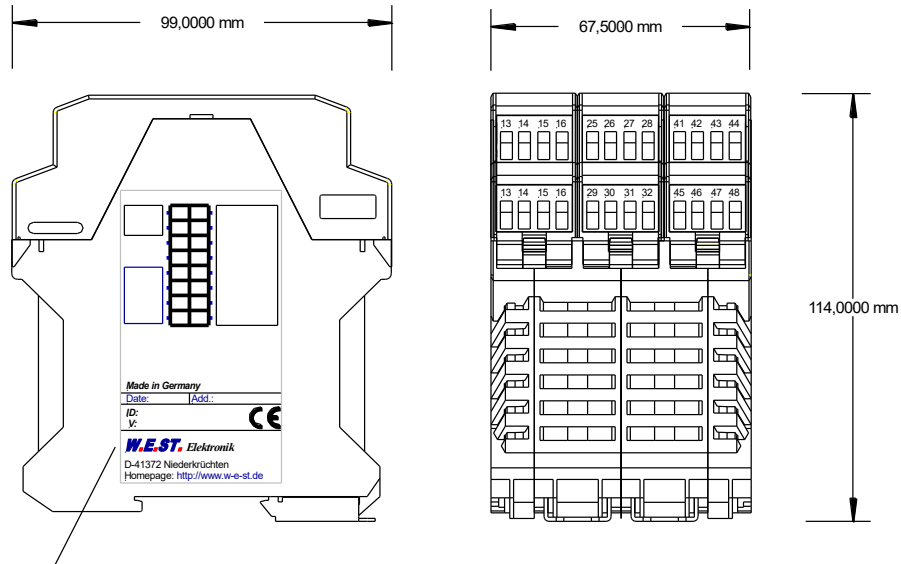 99,0000 mm
67,5000 mm
13 14 15 16 25 26 27 28 41 42 43 44
13 14 15 16 29 30 31 32 45 46 47 48
114,0000 mm
Made in Germany
Date: Add.:
ID:
V:
CE
W.E.ST. Elektronik
D-41372 Niederkrüchten
Homepage: http://www.w-e-st.de